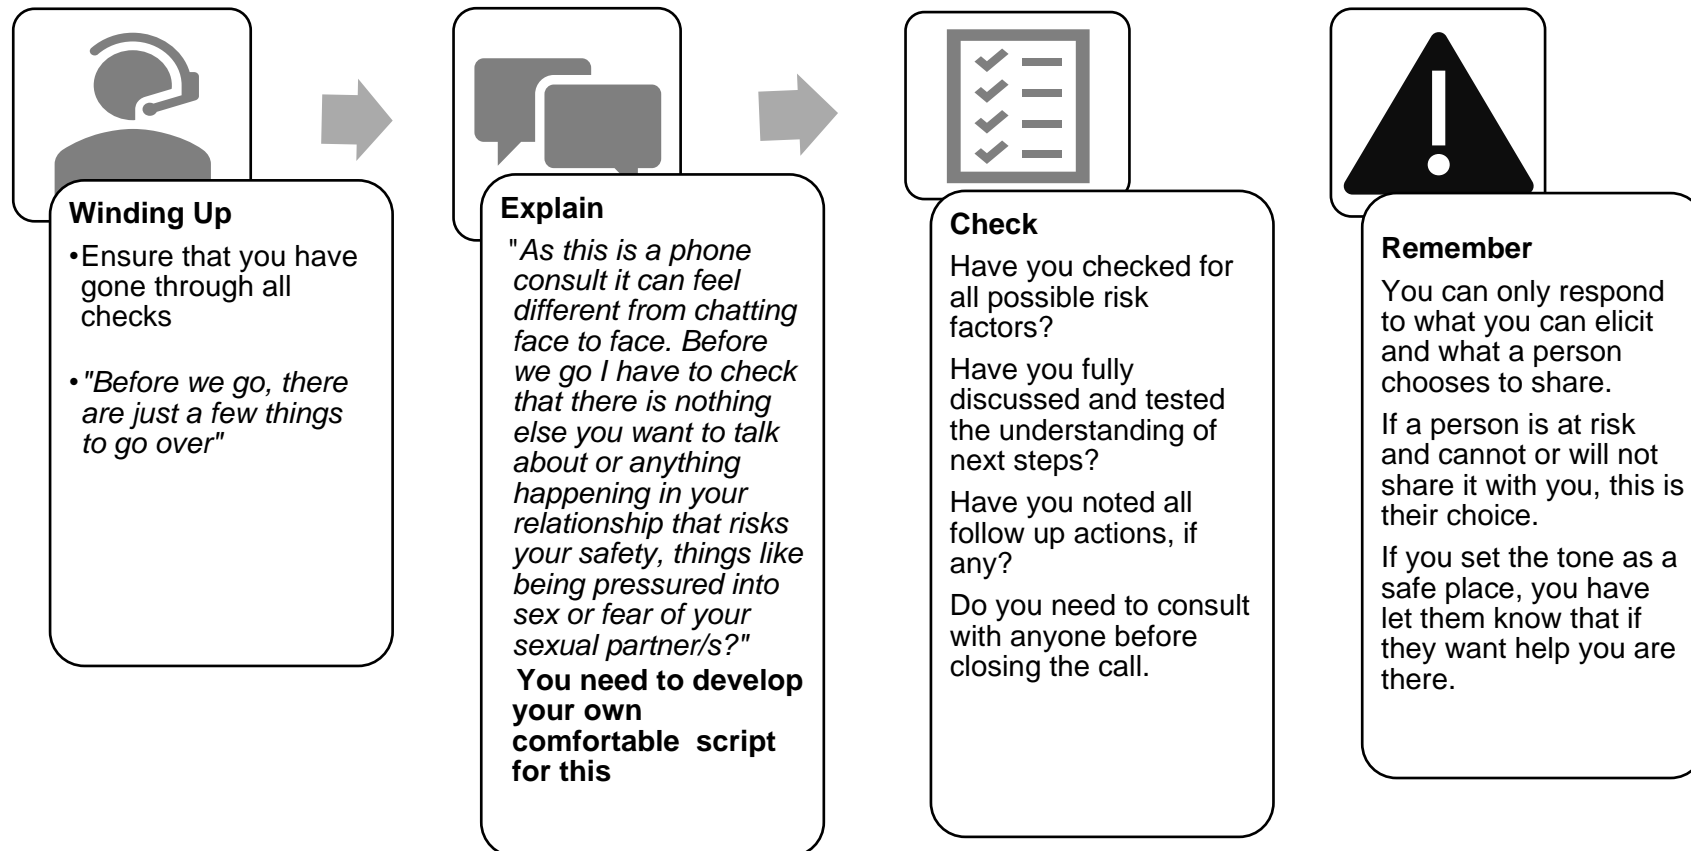 Winding Up
•Ensure that you have
gone through all
checks
•"Before we go, there
are just a few things
to go over"
Explain
"As this is a phone
consult it can feel
different from chatting
face to face. Before
we go I have to check
that there is nothing
else you want to talk
about or anything
happening in your
relationship that risks
your safety, things like
being pressured into
sex or fear of your
sexual partner/s?"
You need to develop
your own
comfortable script
for this
Check
Have you checked for
all possible risk
factors?
Have you fully
discussed and tested
the understanding of
next steps?
Have you noted all
follow up actions, if
any?
Do you need to consult
with anyone before
closing the call.
Remember
You can only respond
to what you can elicit
and what a person
chooses to share.
If a person is at risk
and cannot or will not
share it with you, this is
their choice.
If you set the tone as a
safe place, you have
let them know that if
they want help you are
there.